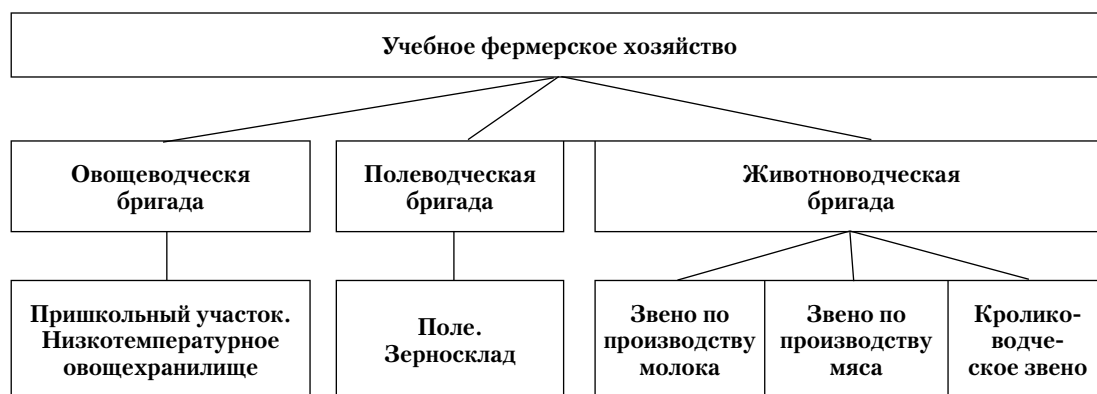 Учебное фермерское хозяйство
Овощеводческя
бригада
Полеводческая
бригада
Животноводческая
бригада
Пришкольный участок.
Низкотемпературное
овощехранилище
Поле.
Зерносклад
Звено по
производству
молока
Звено по
производству
мяса
Кролико-
водче-
ское звено